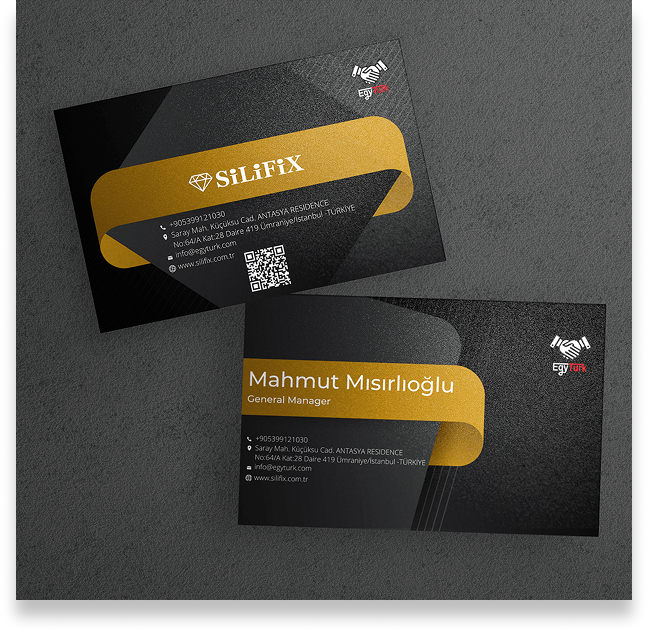 EgyTürk
SiLiFiX
+905399121030
Saray Mah. Küçüksu Cad. ANTASYA RESIDENCE
No:64/A Kat:28 Daire 419 Ümraniye/İstanbul -TÜRKİYE
info@egyturk.com
www.silifix.com.tr
EgyTürk
Mahmut Mısırlıoğlu
General Manager
+905399121030
Saray Mah. Küçüksu Cad. ANTASYA RESIDENCE
No:64/A Kat:28 Daire 419 Ümraniye/İstanbul -TÜRKİYE
info@egyturk.com
www.silifix.com.tr